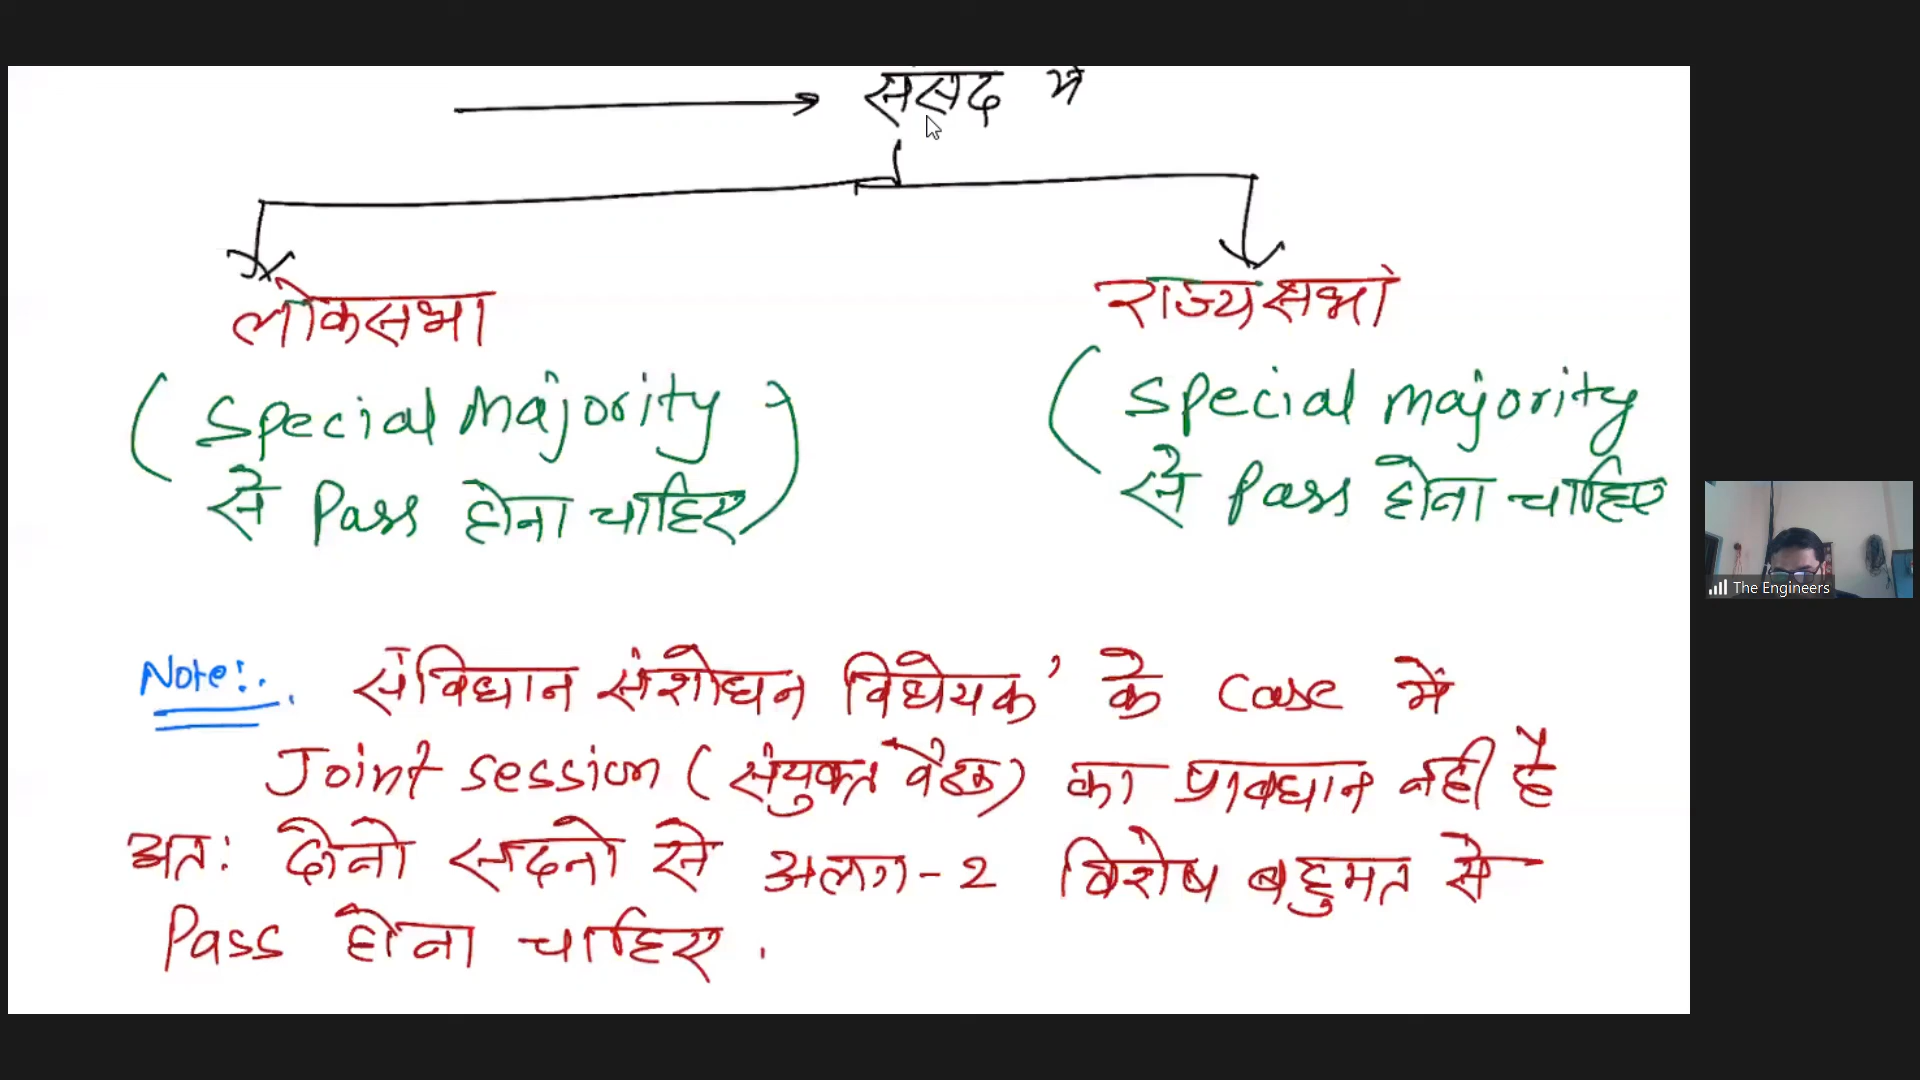 संसद में
लोकसभा
राज्यसभा
(Special Majority
से Pass होना चाहिए)
(Special majority
से Pass होना चाहिए
Note:- संविधान संशोधन विधेयक' के Case में
Joint session (संयुक्त बैठक) का प्रावधान नही है
अत: दोनो सदनो से अलग-2 विशेष बहुमत से
Pass होना चाहिए.
The Engineers